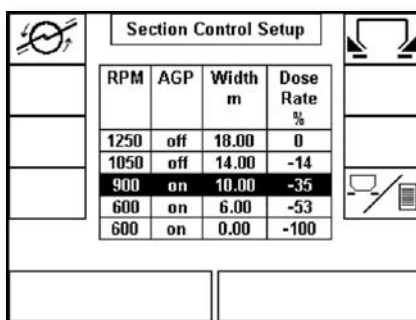 Section Control Setup
RPM AGP Width m Dose Rate %
1250 off 18.00 0
1050 off 14.00 -14
900 on 10.00 -35
600 on 6.00 -53
600 on 0.00 -100